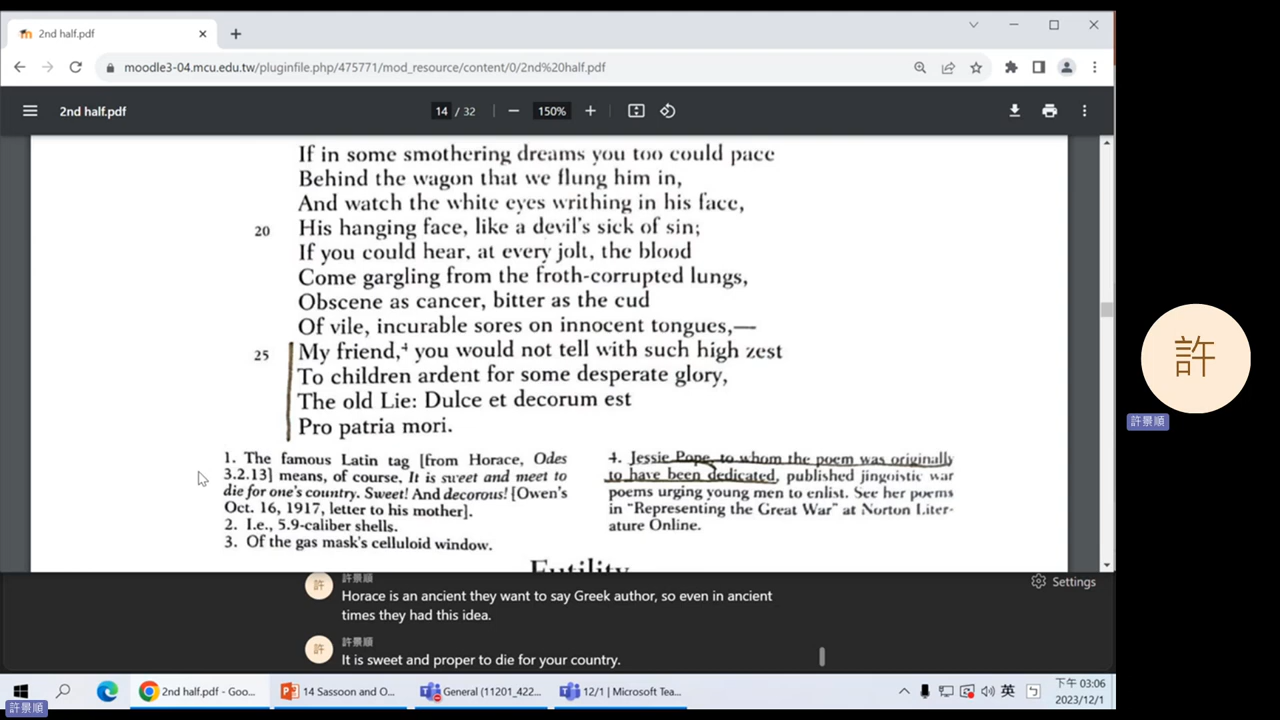 2nd half.pdf
moodle3-04.mcu.edu.tw/pluginfile.php/475771/mod_resource/content/0/2nd%20half.pdf
2nd half.pdf
14 / 32
150%
If in some smothering dreams you too could pace
Behind the wagon that we flung him in,
And watch the white eyes writhing in his face,
20 His hanging face, like a devil's sick of sin;
If you could hear, at every jolt, the blood
Come gargling from the froth-corrupted lungs,
Obscene as cancer, bitter as the cud
Of vile, incurable sores on innocent tongues,—
25 My friend,⁴ you would not tell with such high zest
To children ardent for some desperate glory,
The old Lie: Dulce et decorum est
Pro patria mori.
1. The famous Latin tag [from Horace, Odes
3.2.13] means, of course, It is sweet and meet to
die for one's country. Sweet! And decorous! [Owen's
Oct. 16, 1917, letter to his mother].
2. I.e., 5.9-caliber shells.
3. Of the gas mask's celluloid window.
4. Jessie Pope, to whom the poem was originally
to have been dedicated, published jingoistic war
poems urging young men to enlist. See her poems
in "Representing the Great War" at Norton Liter-
ature Online.
Futility
許
許景順
許
許景順
Horace is an ancient they want to say Greek author, so even in ancient
times they had this idea.
許
許景順
It is sweet and proper to die for your country.
Settings
2nd half.pdf - Goo...
14 Sassoon and O...
General (11201_422...
12/1 | Microsoft Tea...
英
下午 03:06
2023/12/1
許景順